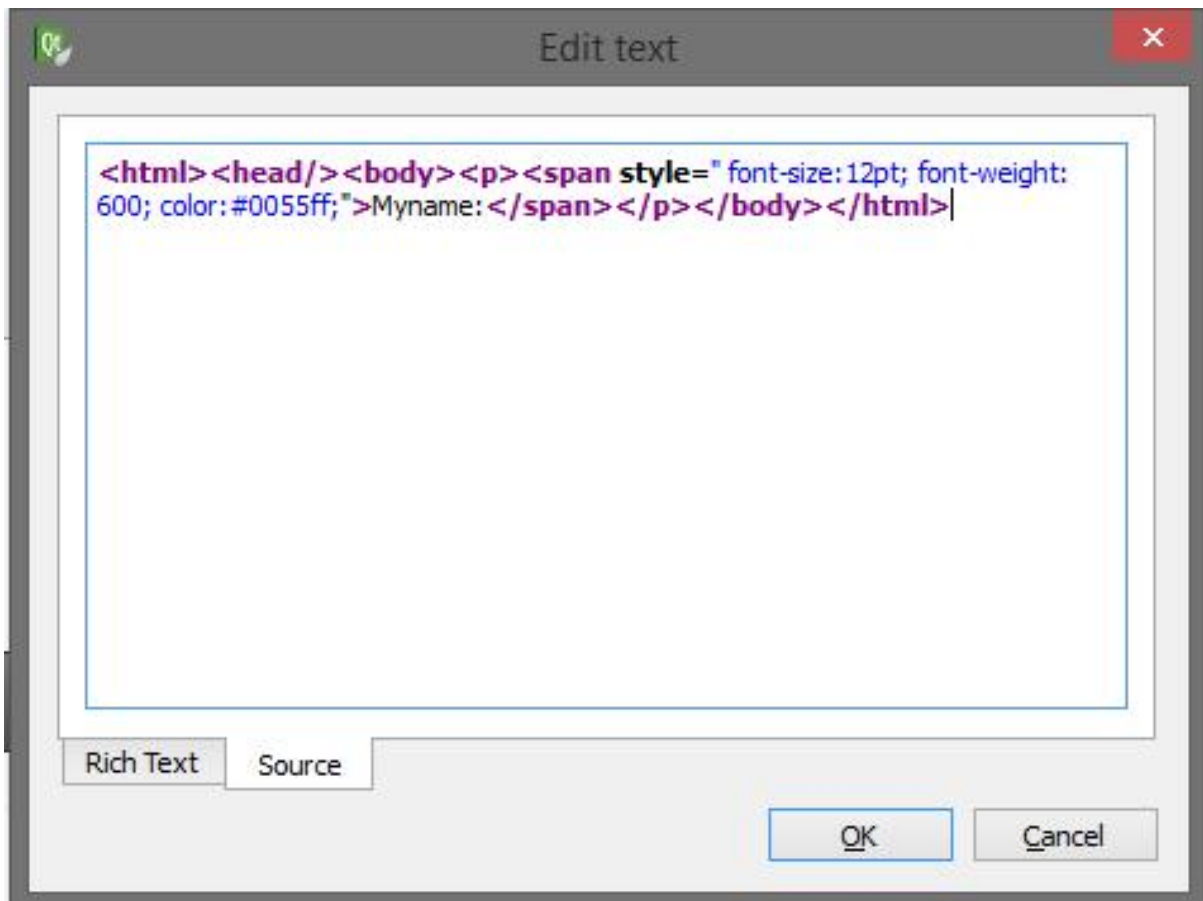 Qt
Edit text
<html><head/><body><p><span style=" font-size:12pt; font-weight:
600; color:#0055ff;">Myname:</span></p></body></html>
Rich Text
Source
OK
Cancel